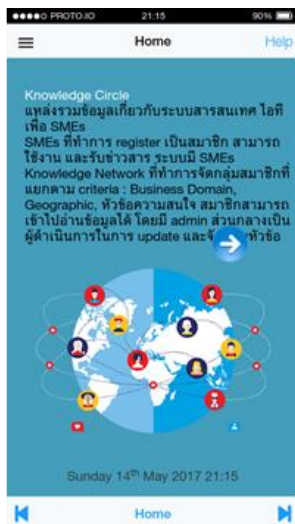 PROTO.IO 21:15 90%
Home Help
Knowledge Circle
แหล่งรวมข้อมูลเกี่ยวกับระบบสารสนเทศ ไอที
เพื่อ SMEs
SMEs ที่ทำการ register เป็นสมาชิก สามารถ
ใช้งาน และรับข่าวสาร ระบบมี SMEs
Knowledge Network ที่ทำการจัดกลุ่มสมาชิกที่
แยกตาม criteria : Business Domain,
Geographic, หัวข้อความสนใจ สมาชิกสามารถ
เข้าไปอ่านข้อมูลได้ โดยมี admin ส่วนกลางเป็น
ผู้ดำเนินการในการ update และ หัวข้อ
Sunday 14th May 2017 21:15
Home